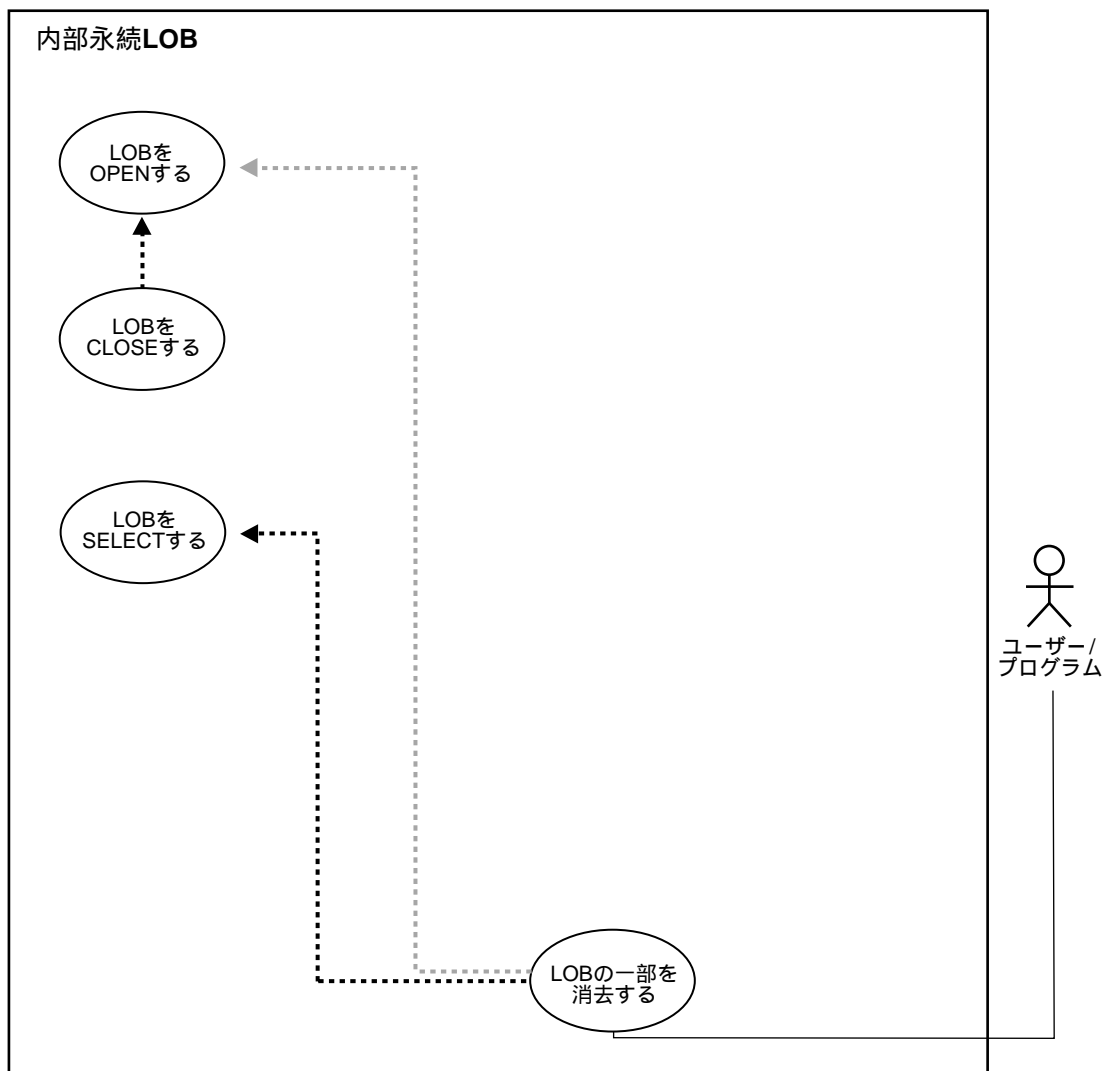 内部永続LOB
LOBを
OPENする
LOBを
CLOSEする
LOBを
SELECTする
ユーザー/
プログラム
LOBの一部を
消去する